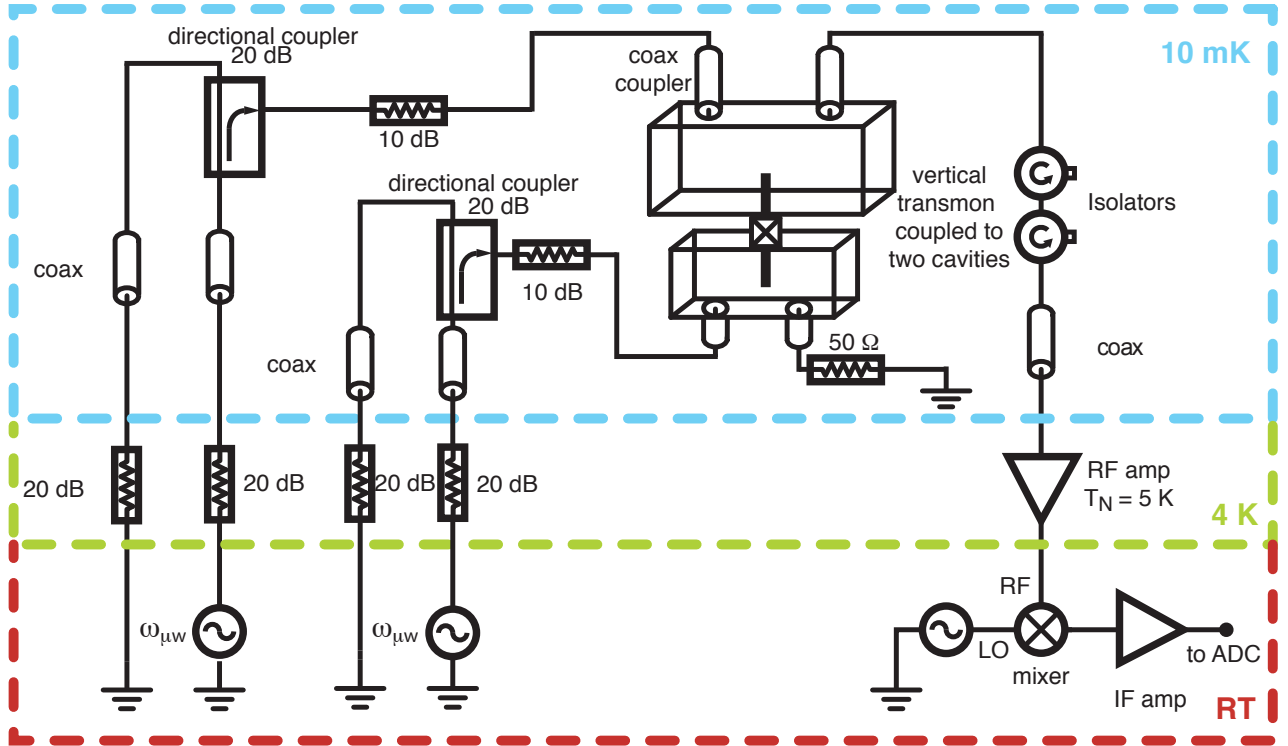 directional coupler
20 dB
coax
coupler
10 mK
10 dB
directional coupler
20 dB
vertical
transmon
coupled to
two cavities
Isolators
coax
10 dB
50 Ω
coax
coax
20 dB
20 dB
20 dB
20 dB
RF amp
T_N = 5 K
4 K
RF
ωμw
ωμw
LO
mixer
to ADC
IF amp
RT